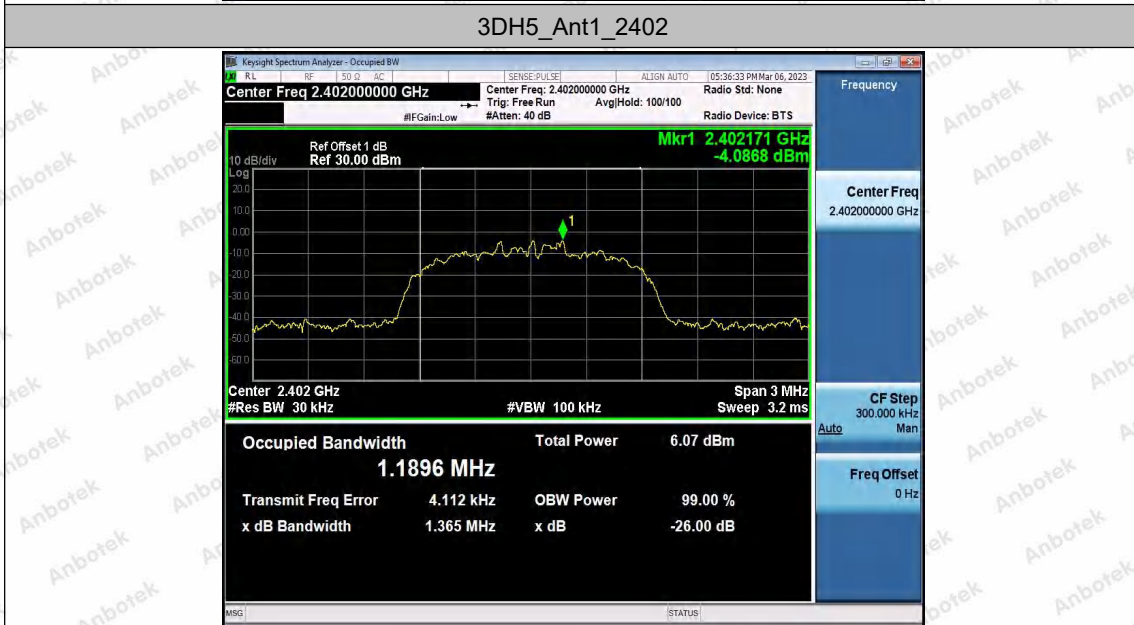 3DH5_Ant1_2402
Keysight Spectrum Analyzer - Occupied BW
LXI RL RF 50 Ω AC SENSE:PULSE ALIGN AUTO 05:36:33 PM Mar 06, 2023
Center Freq 2.402000000 GHz
Center Freq: 2.402000000 GHz Radio Std: None
Trig: Free Run Avg|Hold: 100/100
#IFGain:Low #Atten: 40 dB Radio Device: BTS
Frequency
Mkr1 2.402171 GHz
-4.0868 dBm
Ref Offset 1 dB
10 dB/div Ref 30.00 dBm
Log
20.0
10.0
0.00
-10.0
-20.0
-30.0
-40.0
-50.0
-60.0
1
Center 2.402 GHz Span 3 MHz
#Res BW 30 kHz #VBW 100 kHz Sweep 3.2 ms
Occupied Bandwidth Total Power 6.07 dBm
1.1896 MHz
Transmit Freq Error 4.112 kHz OBW Power 99.00 %
x dB Bandwidth 1.365 MHz x dB -26.00 dB
Center Freq
2.402000000 GHz
CF Step
300.000 kHz
Auto Man
Freq Offset
0 Hz
MSG STATUS
Anbotek